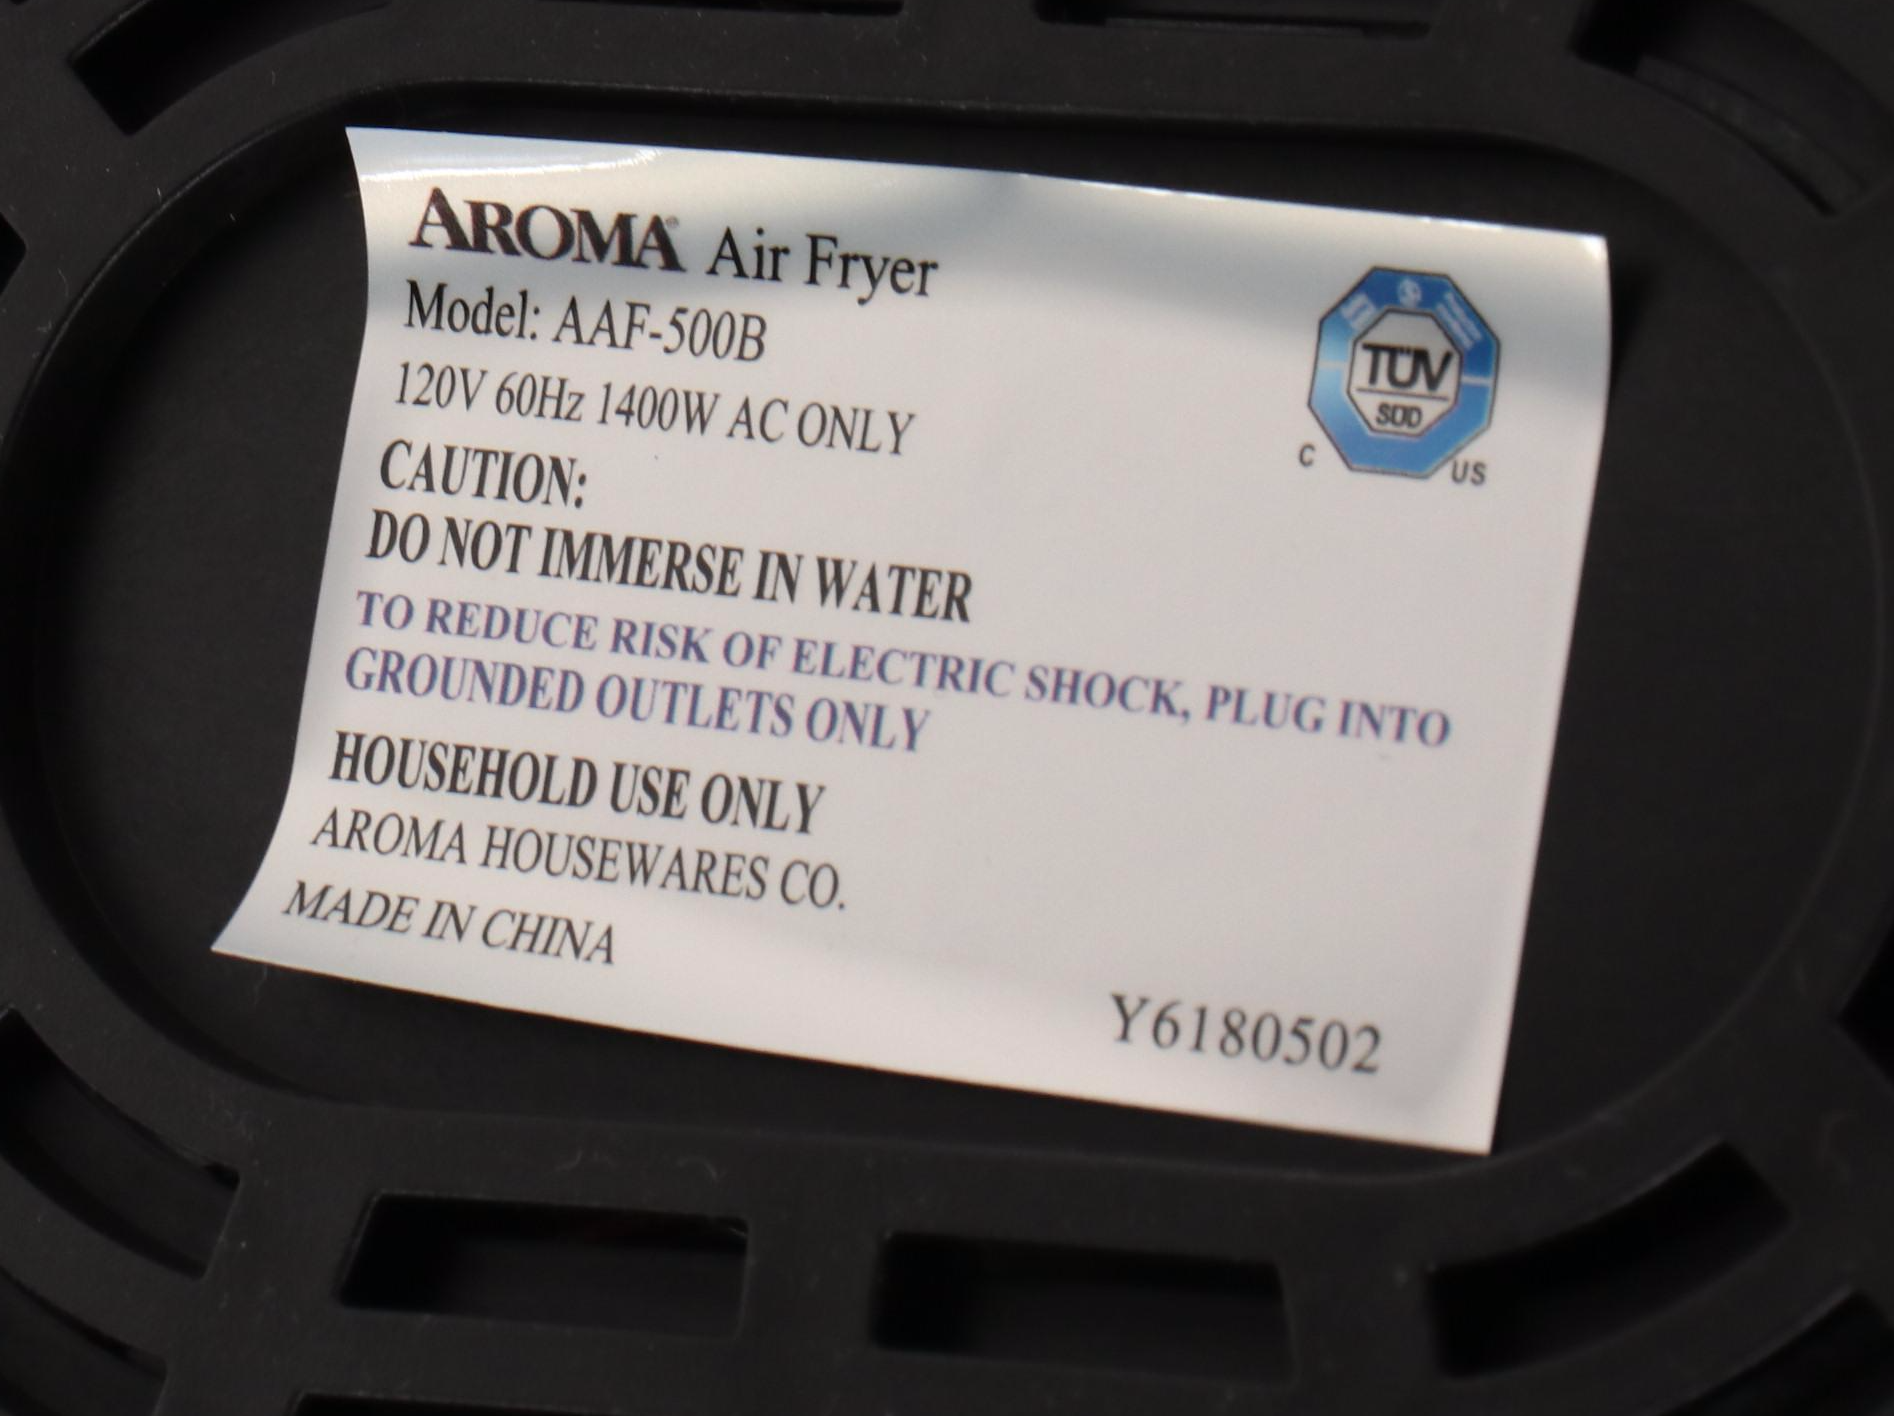 AROMA® Air Fryer
Model: AAF-500B
120V 60Hz 1400W AC ONLY
CAUTION:
DO NOT IMMERSE IN WATER
TO REDUCE RISK OF ELECTRIC SHOCK, PLUG INTO
GROUNDED OUTLETS ONLY
HOUSEHOLD USE ONLY
AROMA HOUSEWARES CO.
MADE IN CHINA
TÜV
SÜD
C US
Y6180502